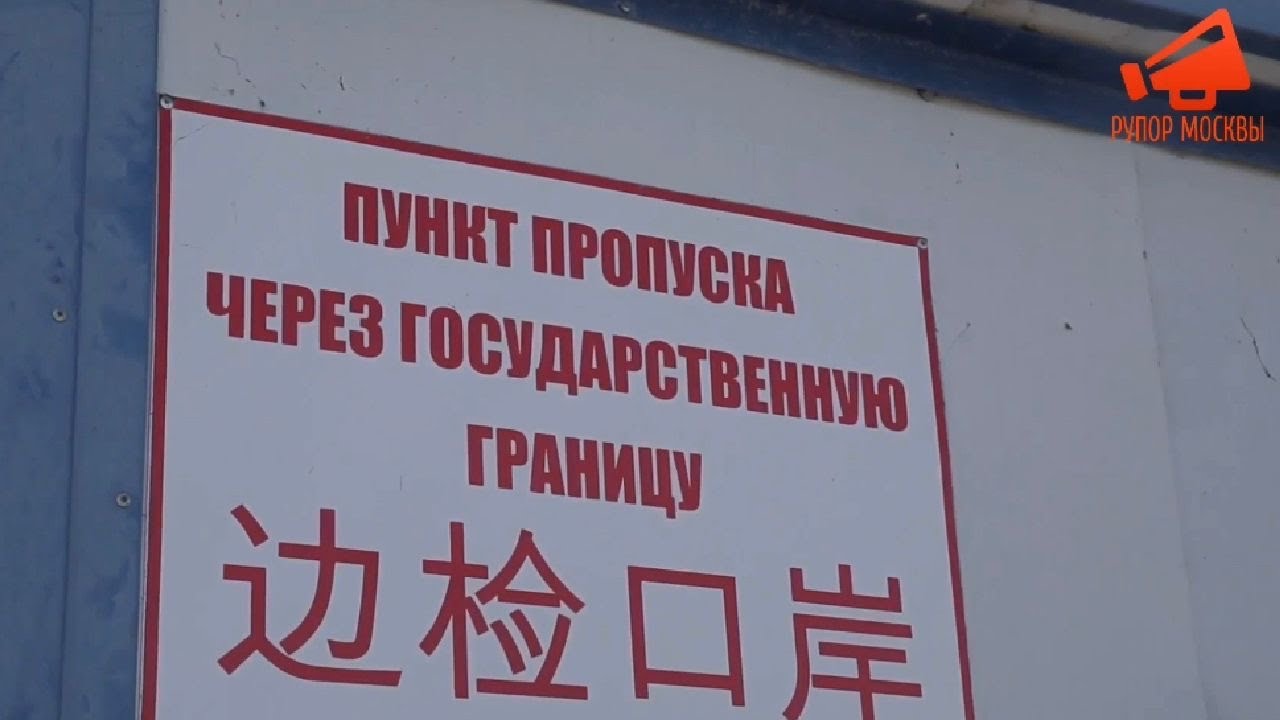 РУПОР МОСКВЫ
ПУНКТ ПРОПУСКА
ЧЕРЕЗ ГОСУДАРСТВЕННУЮ
ГРАНИЦУ
边检口岸